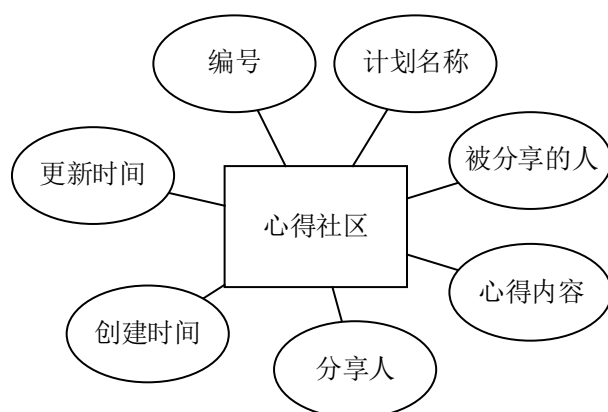 编号
计划名称
更新时间
被分享的人
心得社区
心得内容
创建时间
分享人